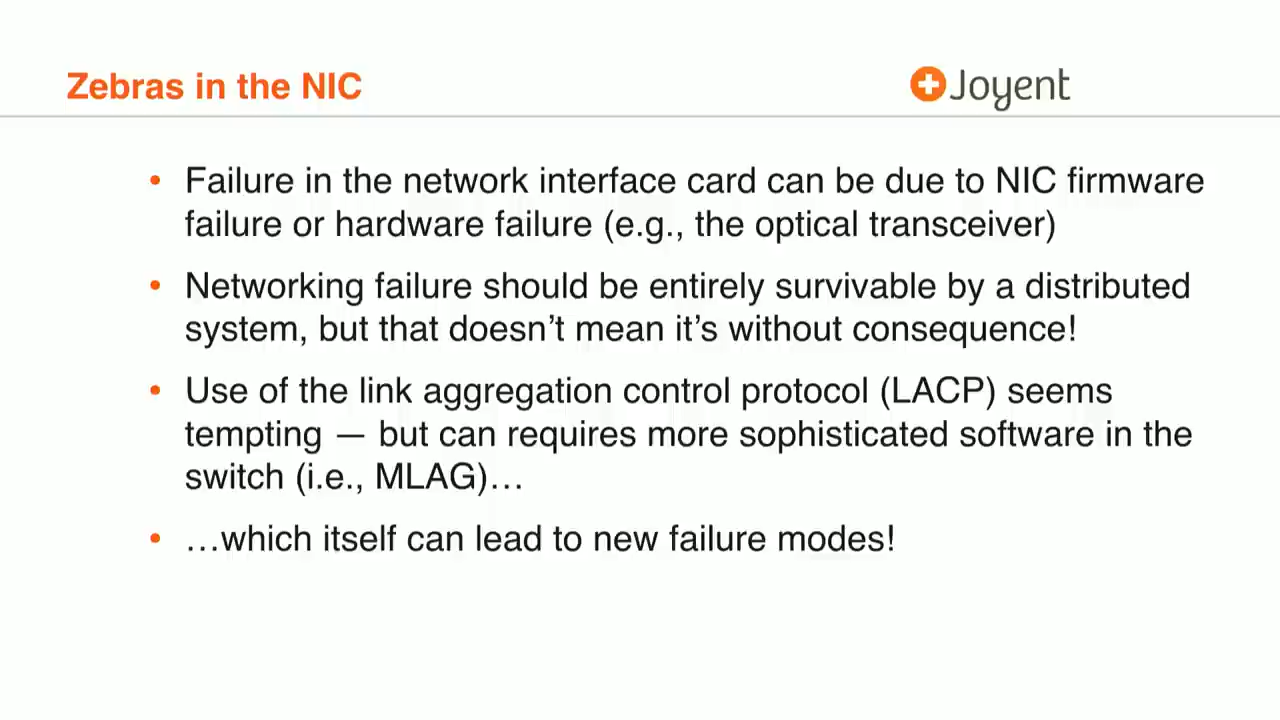 Zebras in the NIC
Joyent
• Failure in the network interface card can be due to NIC firmware
failure or hardware failure (e.g., the optical transceiver)
• Networking failure should be entirely survivable by a distributed
system, but that doesn’t mean it’s without consequence!
• Use of the link aggregation control protocol (LACP) seems
tempting — but can requires more sophisticated software in the
switch (i.e., MLAG)…
• …which itself can lead to new failure modes!